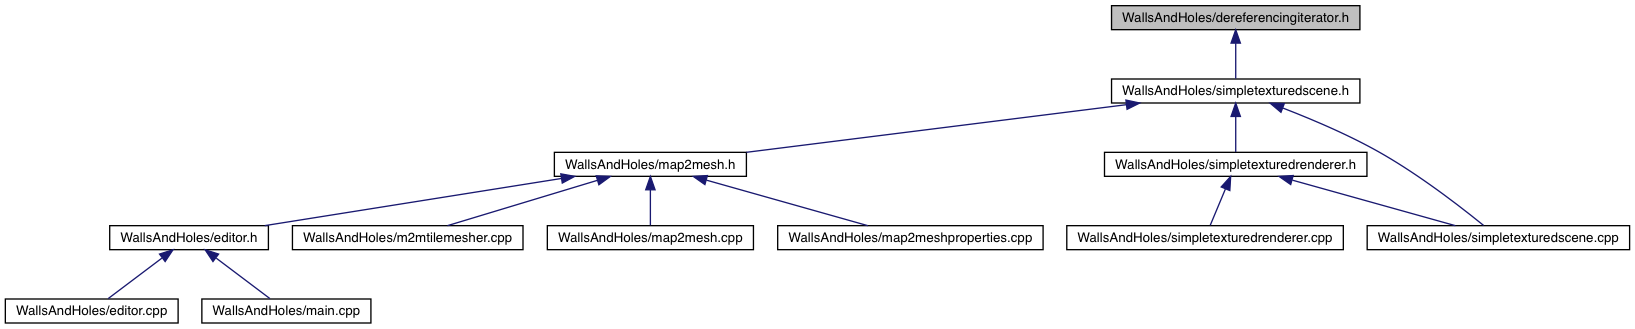 WallsAndHoles/dereferencingiterator.h
WallsAndHoles/simpletexturedscene.h
WallsAndHoles/map2mesh.h
WallsAndHoles/simpletexturedrenderer.h
WallsAndHoles/editor.h
WallsAndHoles/m2mtilemesher.cpp
WallsAndHoles/map2mesh.cpp
WallsAndHoles/map2meshproperties.cpp
WallsAndHoles/simpletexturedrenderer.cpp
WallsAndHoles/simpletexturedscene.cpp
WallsAndHoles/editor.cpp
WallsAndHoles/main.cpp